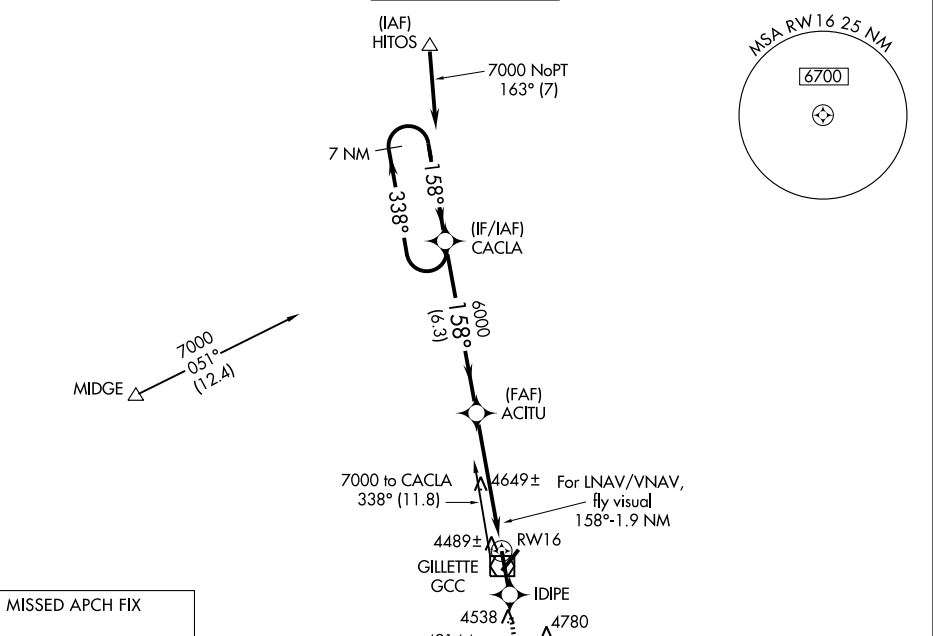 (IAF)
HITOS
7000 NoPT
163° (7)
MSA RW16 25 NM
6700
7 NM
158°
338°
(IF/IAF)
CACLA
6000
158°
(6.3)
7000
051°
(12.4)
MIDGE
(FAF)
ACITU
7000 to CACLA
338° (11.8)
4649±
For LNAV/VNAV,
fly visual
158°-1.9 NM
4489±
RW16
GILLETTE
GCC
IDIPE
MISSED APCH FIX
4538
4780